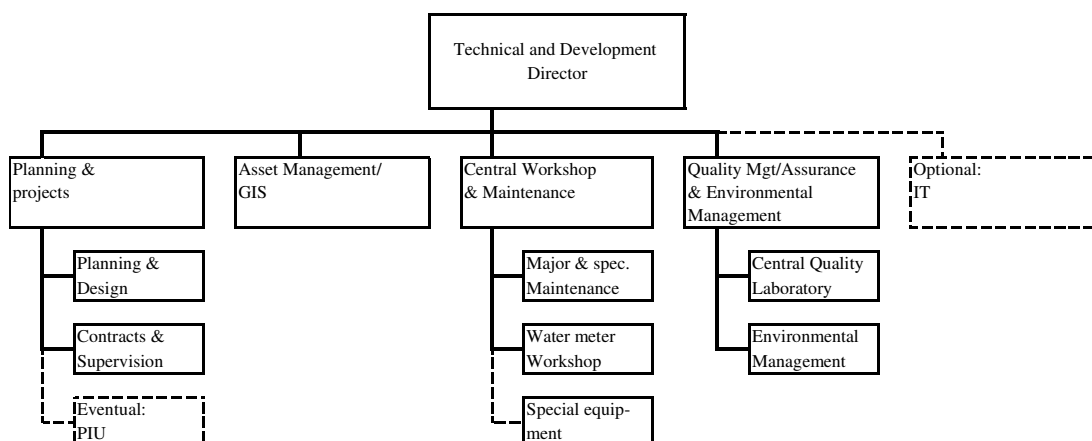 Technical and Development
Director
Planning &
projects
Asset Management/
GIS
Central Workshop
& Maintenance
Quality Mgt/Assurance
& Environmental
Management
Optional:
IT
Planning &
Design
Major & spec.
Maintenance
Central Quality
Laboratory
Contracts &
Supervision
Water meter
Workshop
Environmental
Management
Eventual:
PIU
Special equip-
ment